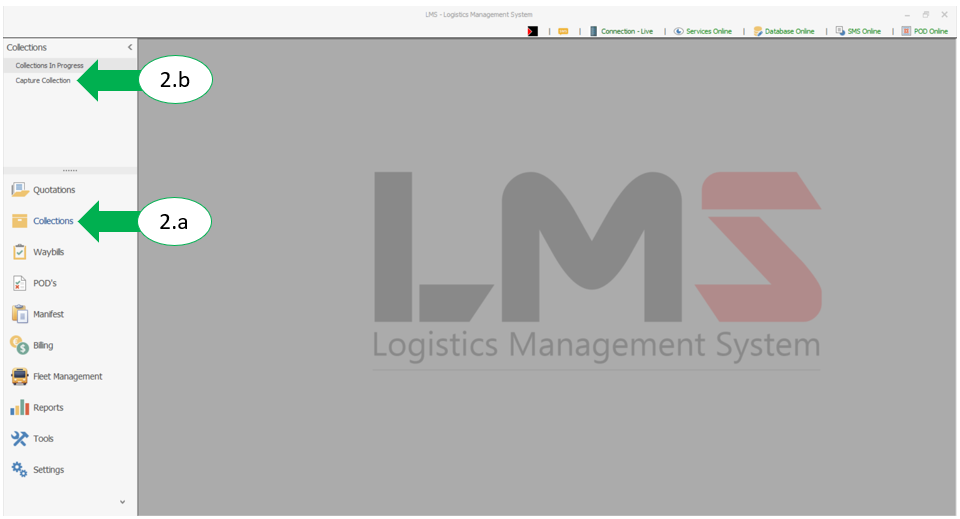 LMS - Logistics Management System
Connection - Live | Services Online | Database Online | SMS Online | POD Online
Collections
Collections In Progress
Capture Collection
2.b
Quotations
Collections
2.a
Waybills
POD's
Manifest
Billing
Fleet Management
Reports
Tools
Settings
LMS
Logistics Management System